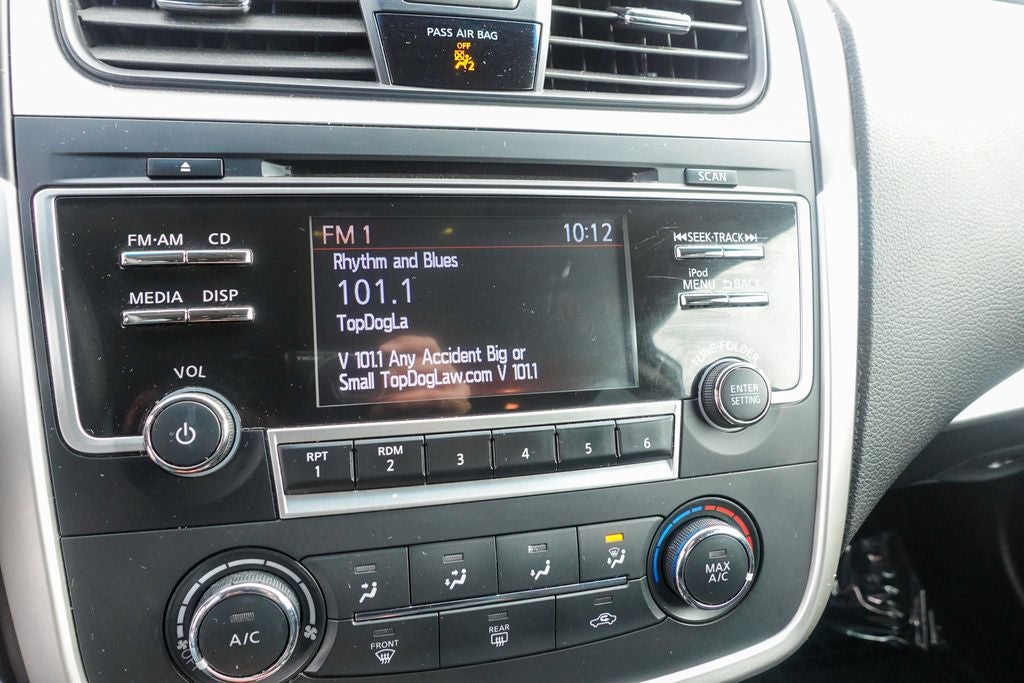 PASS AIR BAG
OFF
2
SCAN
FM·AM CD
MEDIA DISP
VOL
FM 1 10:12
Rhythm and Blues
101.1
TopDogLa
V 101.1 Any Accident Big or
Small TopDogLaw.com V 101.1
SEEK·TRACK
iPod
MENU BACK
TUNE·FOLDER
ENTER
SETTING
RPT
1
RDM
2
3
4
5
6
OFF
A/C
FRONT
REAR
MAX
A/C